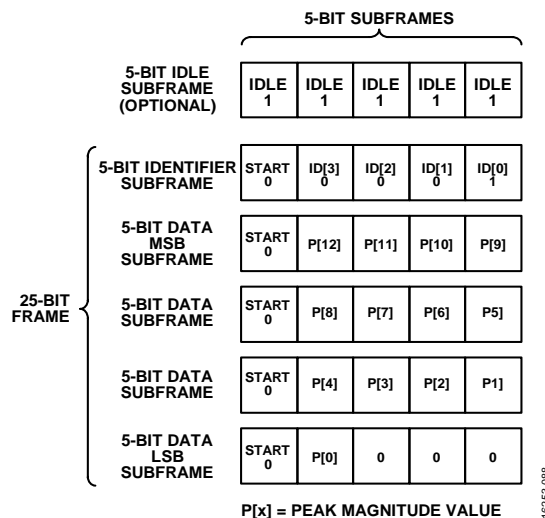 5-BIT SUBFRAMES
5-BIT IDLE
SUBFRAME
(OPTIONAL)
IDLE
1
IDLE
1
IDLE
1
IDLE
1
IDLE
1
25-BIT
FRAME
5-BIT IDENTIFIER
SUBFRAME
START
0
ID[3]
0
ID[2]
0
ID[1]
0
ID[0]
1
5-BIT DATA
MSB
SUBFRAME
START
0
P[12]
P[11]
P[10]
P[9]
5-BIT DATA
SUBFRAME
START
0
P[8]
P[7]
P[6]
P5]
5-BIT DATA
SUBFRAME
START
0
P[4]
P[3]
P[2]
P1]
5-BIT DATA
LSB
SUBFRAME
START
0
P[0]
0
0
0
P[x] = PEAK MAGNITUDE VALUE